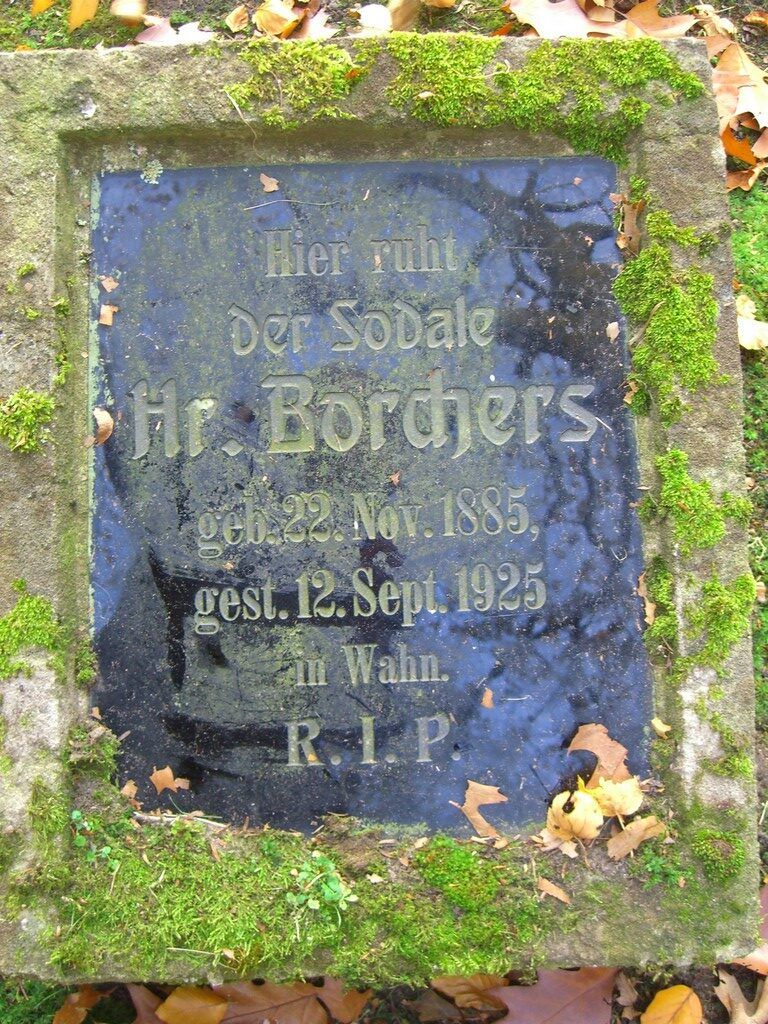 Hier ruht
der Sodale
Hr. Borchers
geb. 22. Nov. 1885,
gest. 12. Sept. 1925
in Wahn.
R. I. P.